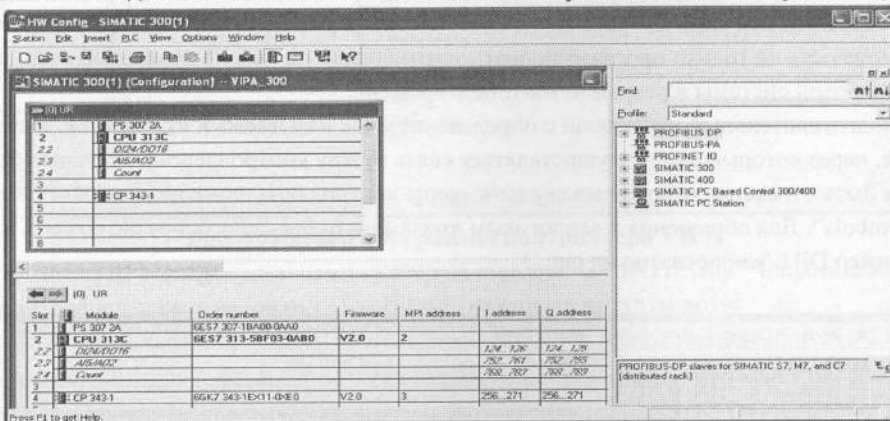 HW Config - SIMATIC 300(1)
Station Edit Insert PLC View Options Window Help
SIMATIC 300(1) (Configuration) -- VIPA_300
(0) UR
1 PS 307 2A
2 CPU 313C
2.2 DI24/DO16
2.3 AI5/AO2
2.4 Count
3
4 CP 343-1
5
6
7
8
Find:
Profile: Standard
PROFIBUS-DP
PROFIBUS-PA
PROFINET IO
SIMATIC 300
SIMATIC 400
SIMATIC PC Based Control 300/400
SIMATIC PC Station
(0) UR
Slot Module Order number Firmware MPI address I address Q address
1 PS 307 2A 6ES7 307-1BA00-0AA0
2 CPU 313C 6ES7 313-5BF03-0AB0 V2.0 2
2.2 DI24/DO16 124...126 124...125
2.3 AI5/AO2 752...761 752...755
2.4 Count 768...783 768...783
3
4 CP 343-1 6GK7 343-1EX11-0XE0 V2.0 3 256...271 256...271
PROFIBUS-DP slaves for SIMATIC S7, M7, and C7
(distributed rack)
Press F1 to get Help.